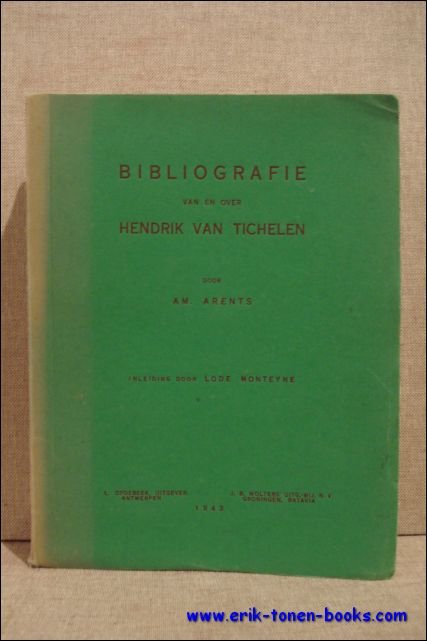 BIBLIOGRAFIE
VAN EN OVER
HENDRIK VAN TICHELEN
DOOR
AM. ARENTS
INLEIDING DOOR LODE MONTEYNE
L. OPDEBEEK, UITGEVER
ANTWERPEN
J. B. WOLTERS' UITG.-MIJ. N.V.
GRONINGEN, BATAVIA
www.erik-tonen-books.com